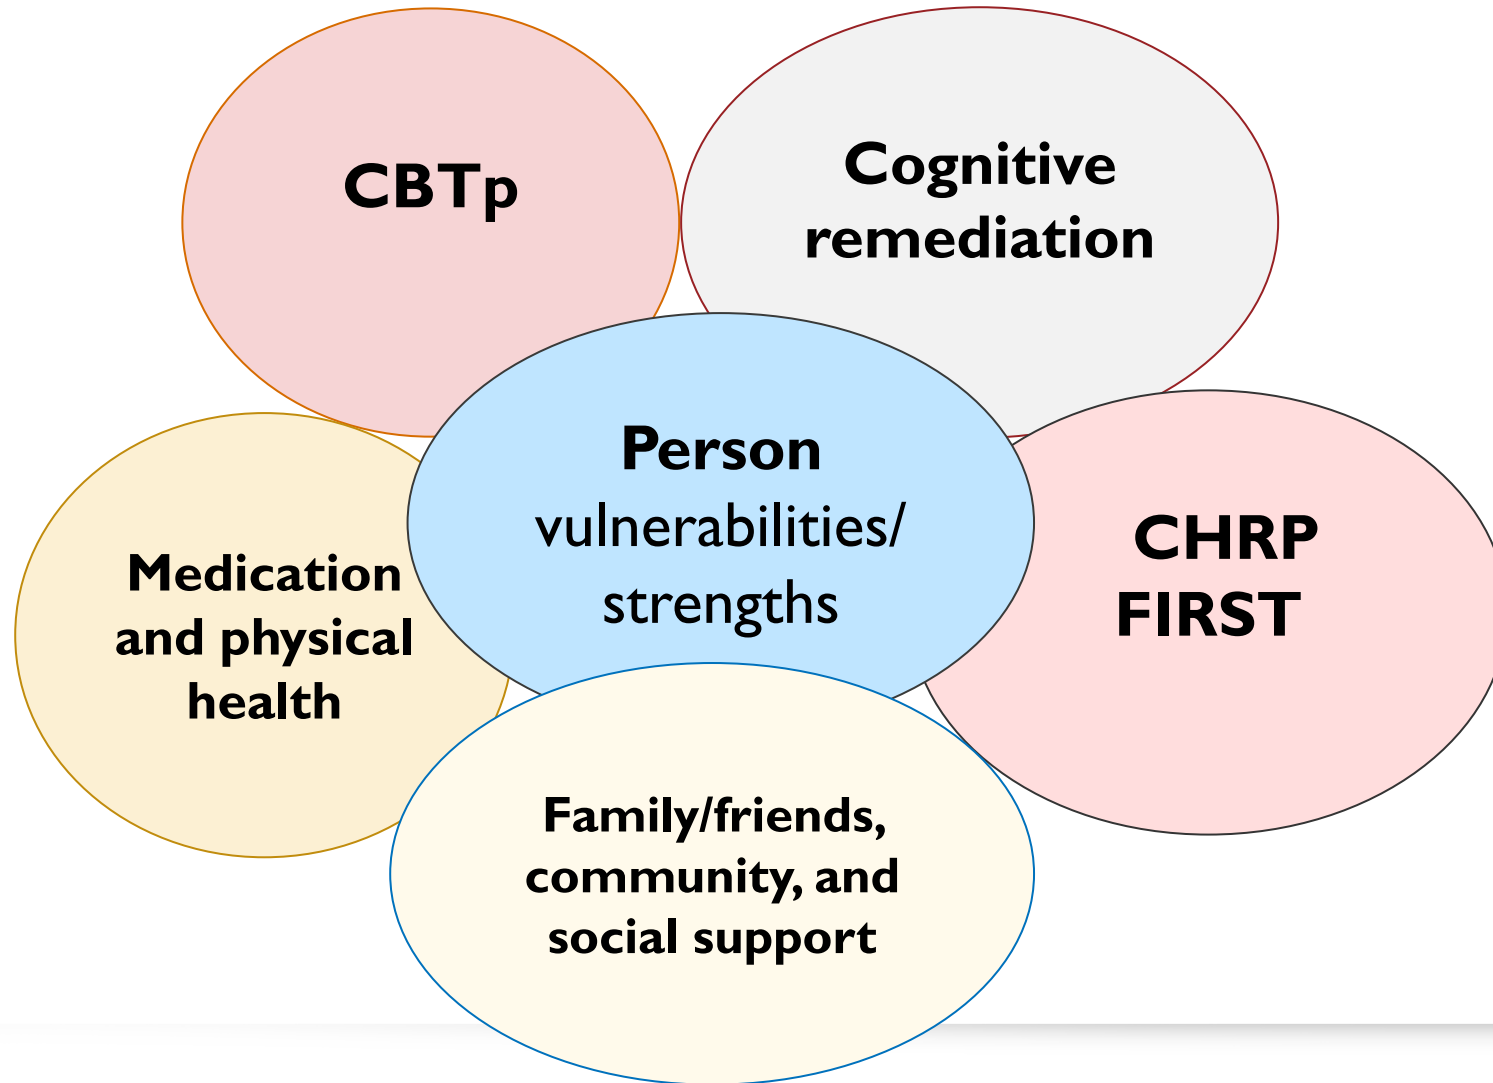 CBTp
Cognitive
remediation
Person
vulnerabilities/
strengths
Medication
and physical
health
CHRP
FIRST
Family/friends,
community, and
social support